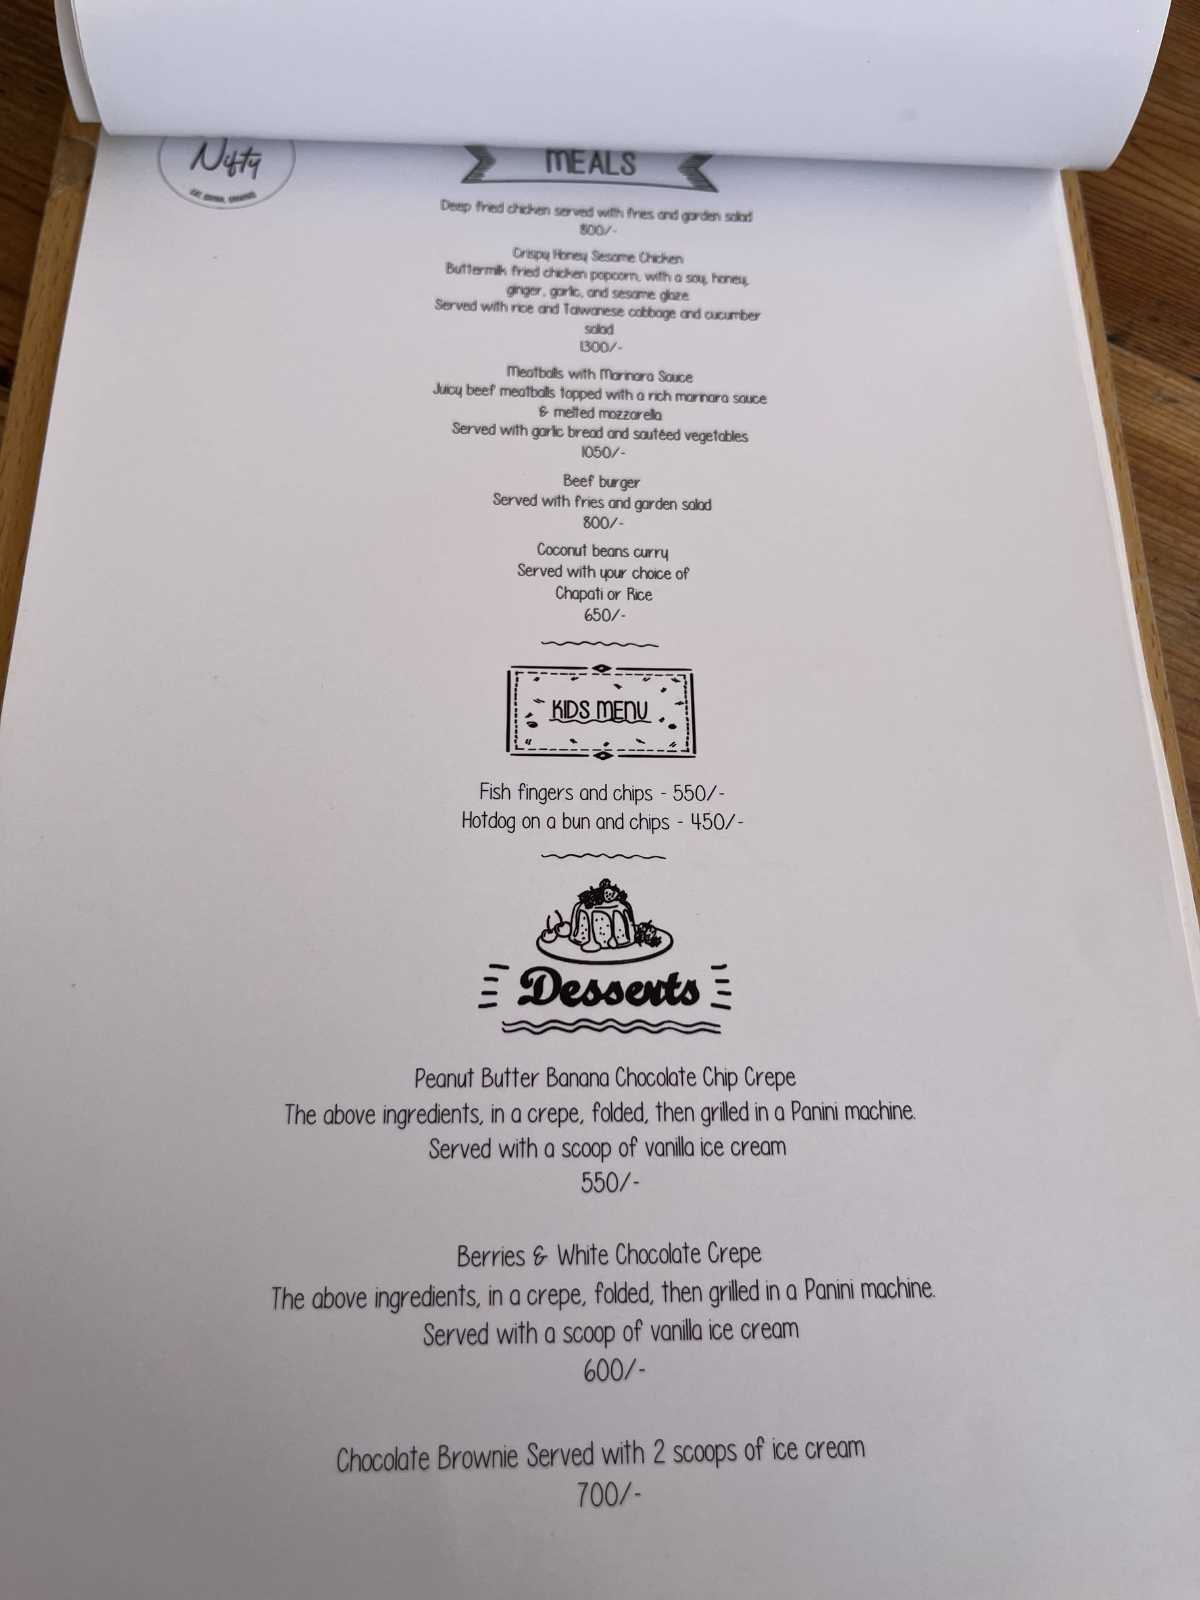 Nifty
MEALS
Deep fried chicken served with fries and garden salad
800/-
Crispy Honey Sesame Chicken
Buttermilk fried chicken popcorn, with a soy, honey,
ginger, garlic, and sesame glaze
Served with rice and Taiwanese cabbage and cucumber
salad
1300/-
Meatballs with Marinara Sauce
Juicy beef meatballs topped with a rich marinara sauce
& melted mozzarella
Served with garlic bread and sautéed vegetables
1050/-
Beef burger
Served with fries and garden salad
800/-
Coconut beans curry
Served with your choice of
Chapati or Rice
650/-
KIDS MENU
Fish fingers and chips - 550/-
Hotdog on a bun and chips - 450/-
Desserts
Peanut Butter Banana Chocolate Chip Crepe
The above ingredients, in a crepe, folded, then grilled in a Panini machine.
Served with a scoop of vanilla ice cream
550/-
Berries & White Chocolate Crepe
The above ingredients, in a crepe, folded, then grilled in a Panini machine.
Served with a scoop of vanilla ice cream
600/-
Chocolate Brownie Served with 2 scoops of ice cream
700/-